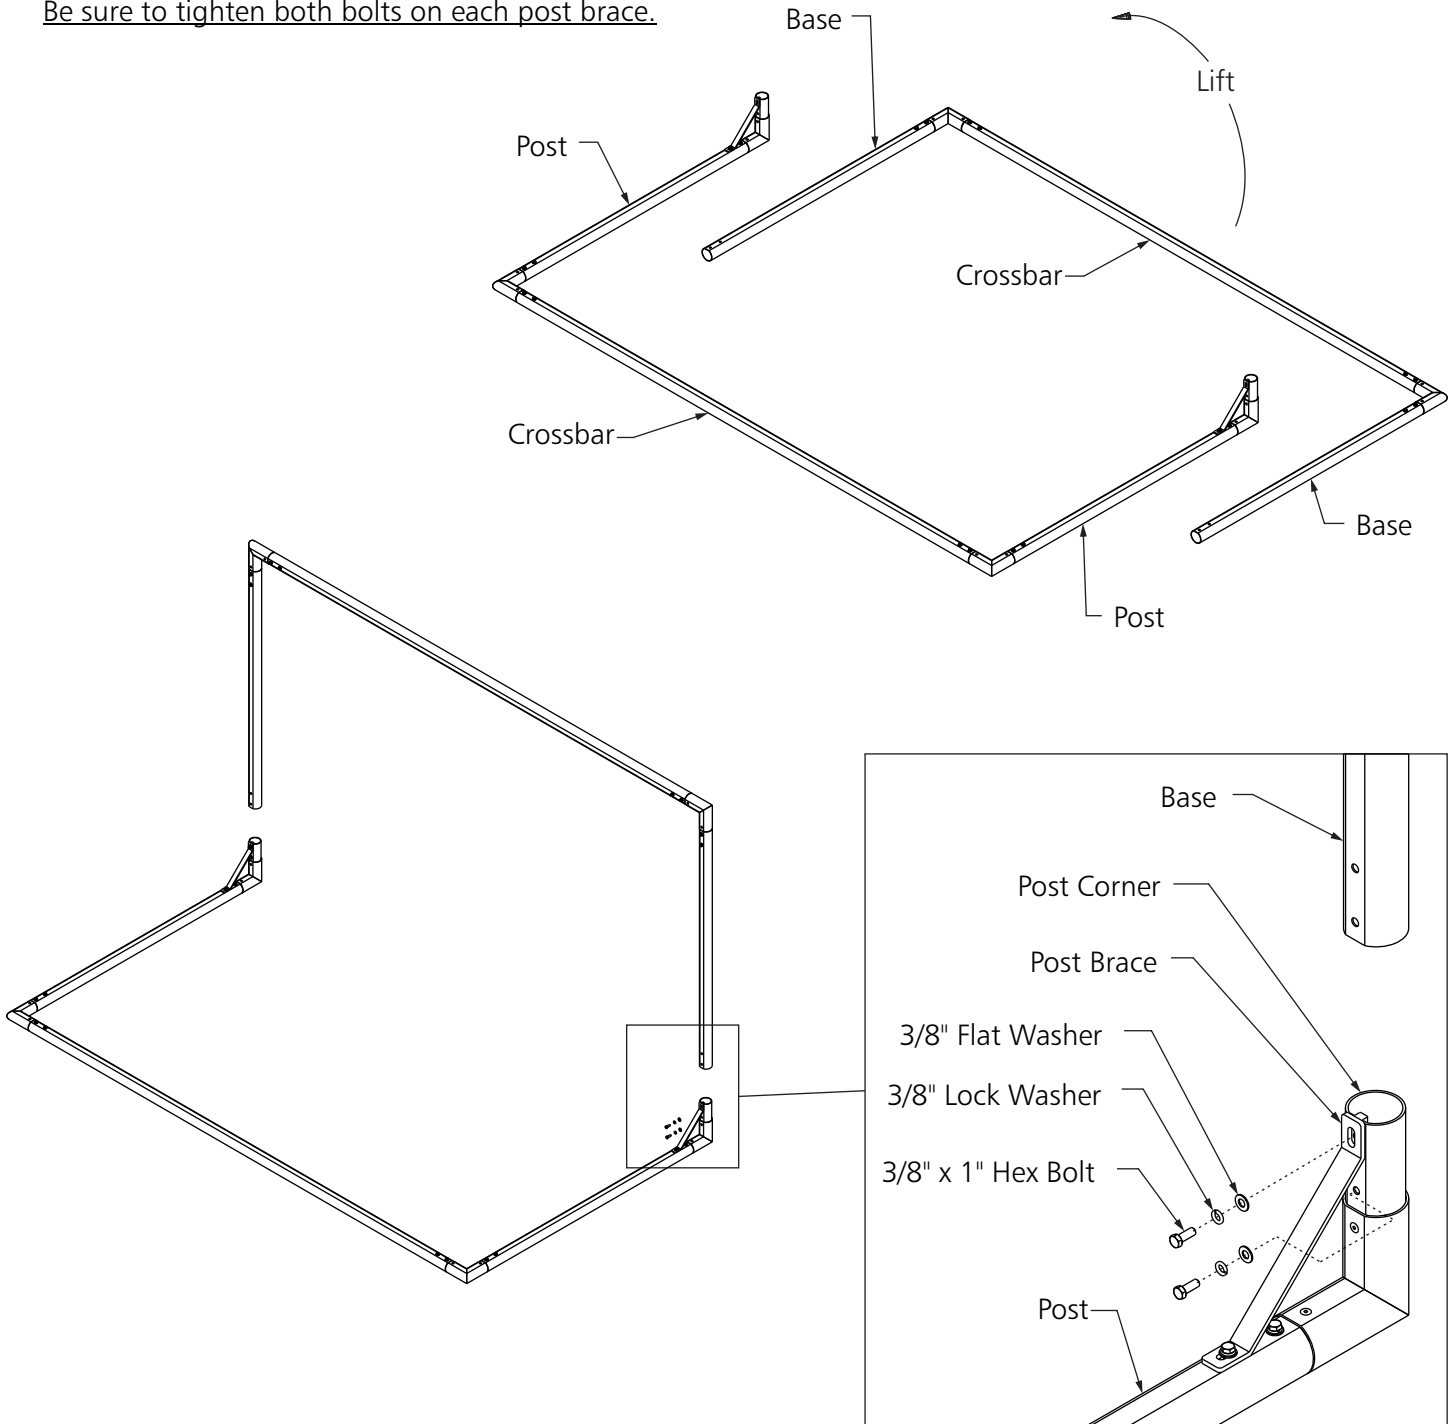 Be sure to tighten both bolts on each post brace.
Base
Lift
Post
Crossbar
Crossbar
Base
Post
Base
Post Corner
Post Brace
3/8" Flat Washer
3/8" Lock Washer
3/8" x 1" Hex Bolt
Post